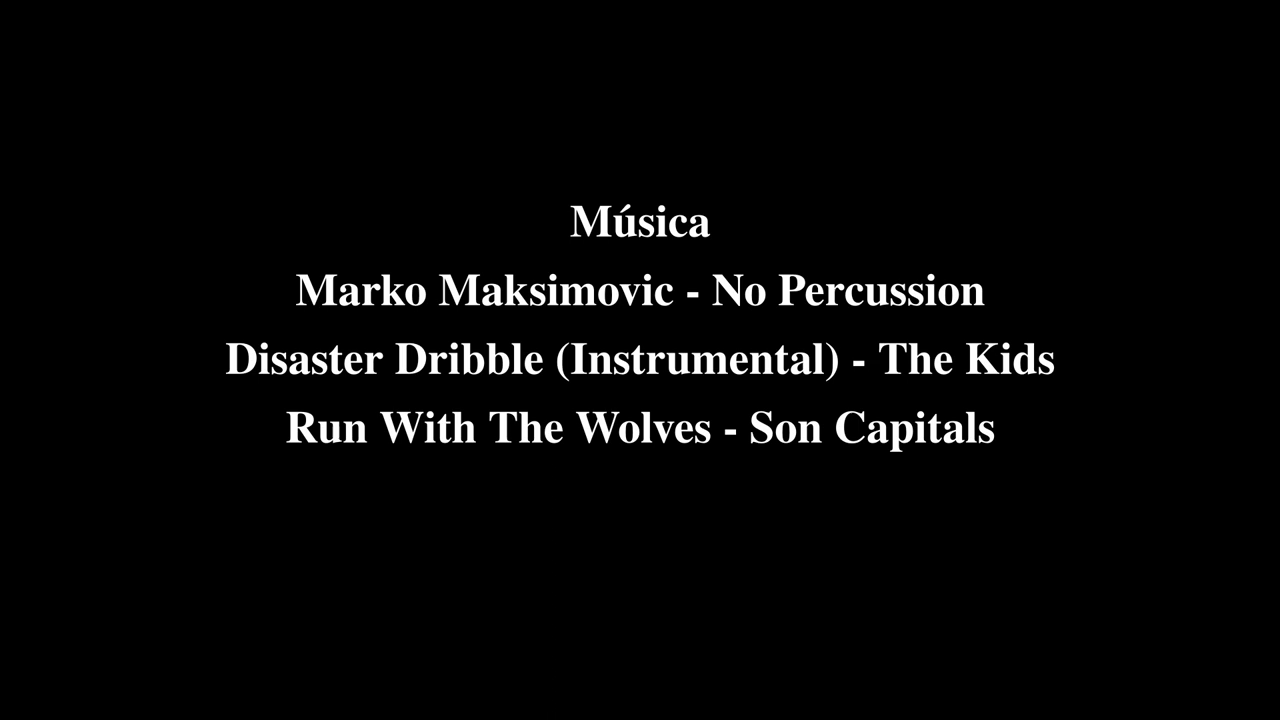 Música
Marko Maksimovic - No Percussion
Disaster Dribble (Instrumental) - The Kids
Run With The Wolves - Son Capitals